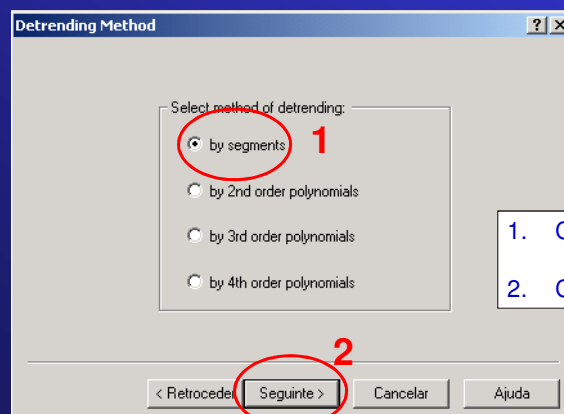 Detrending Method
Select method of detrending:
by segments
1
by 2nd order polynomials
by 3rd order polynomials
by 4th order polynomials
1.
2.
2
< Retroceder
Seguinte >
Cancelar
Ajuda